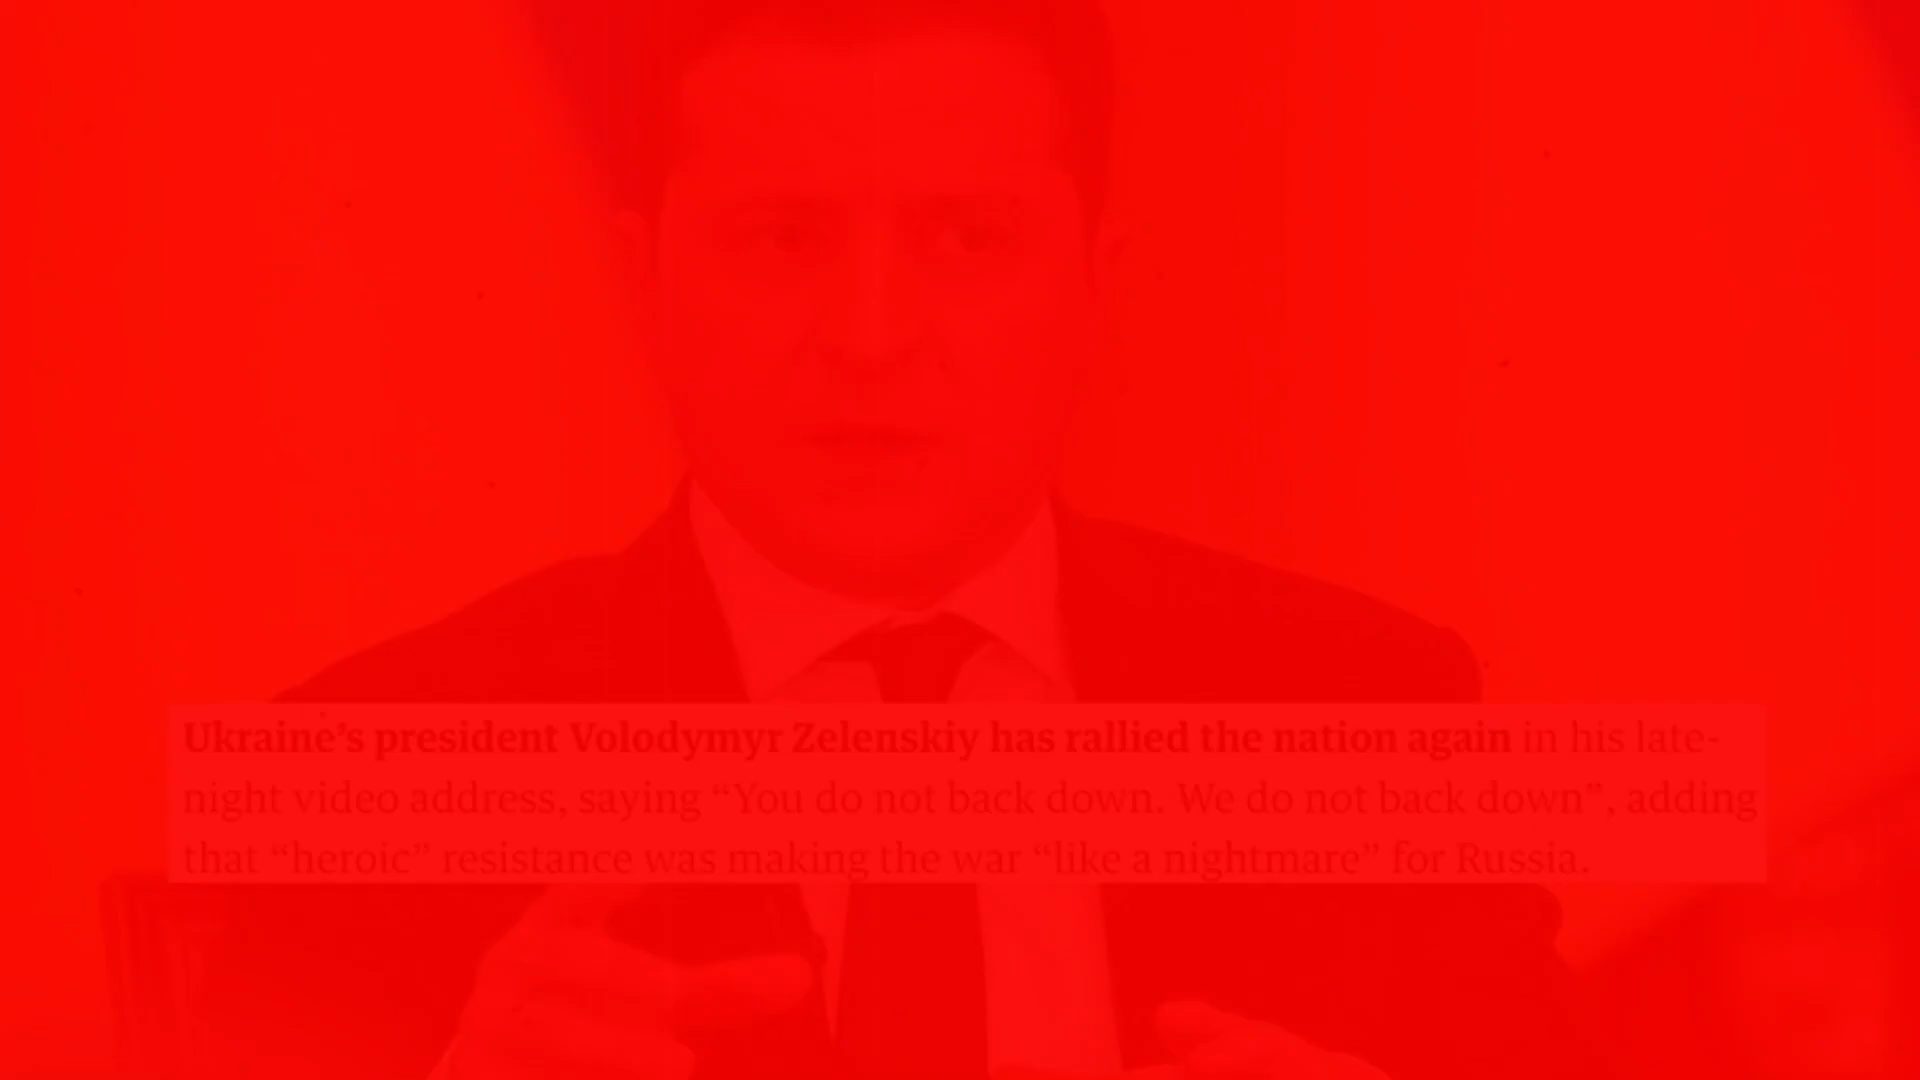 Ukraine’s president Volodymyr Zelenskiy has rallied the nation again in his late-
night video address, saying “You do not back down. We do not back down”, adding
that “heroic” resistance was making the war “like a nightmare” for Russia.